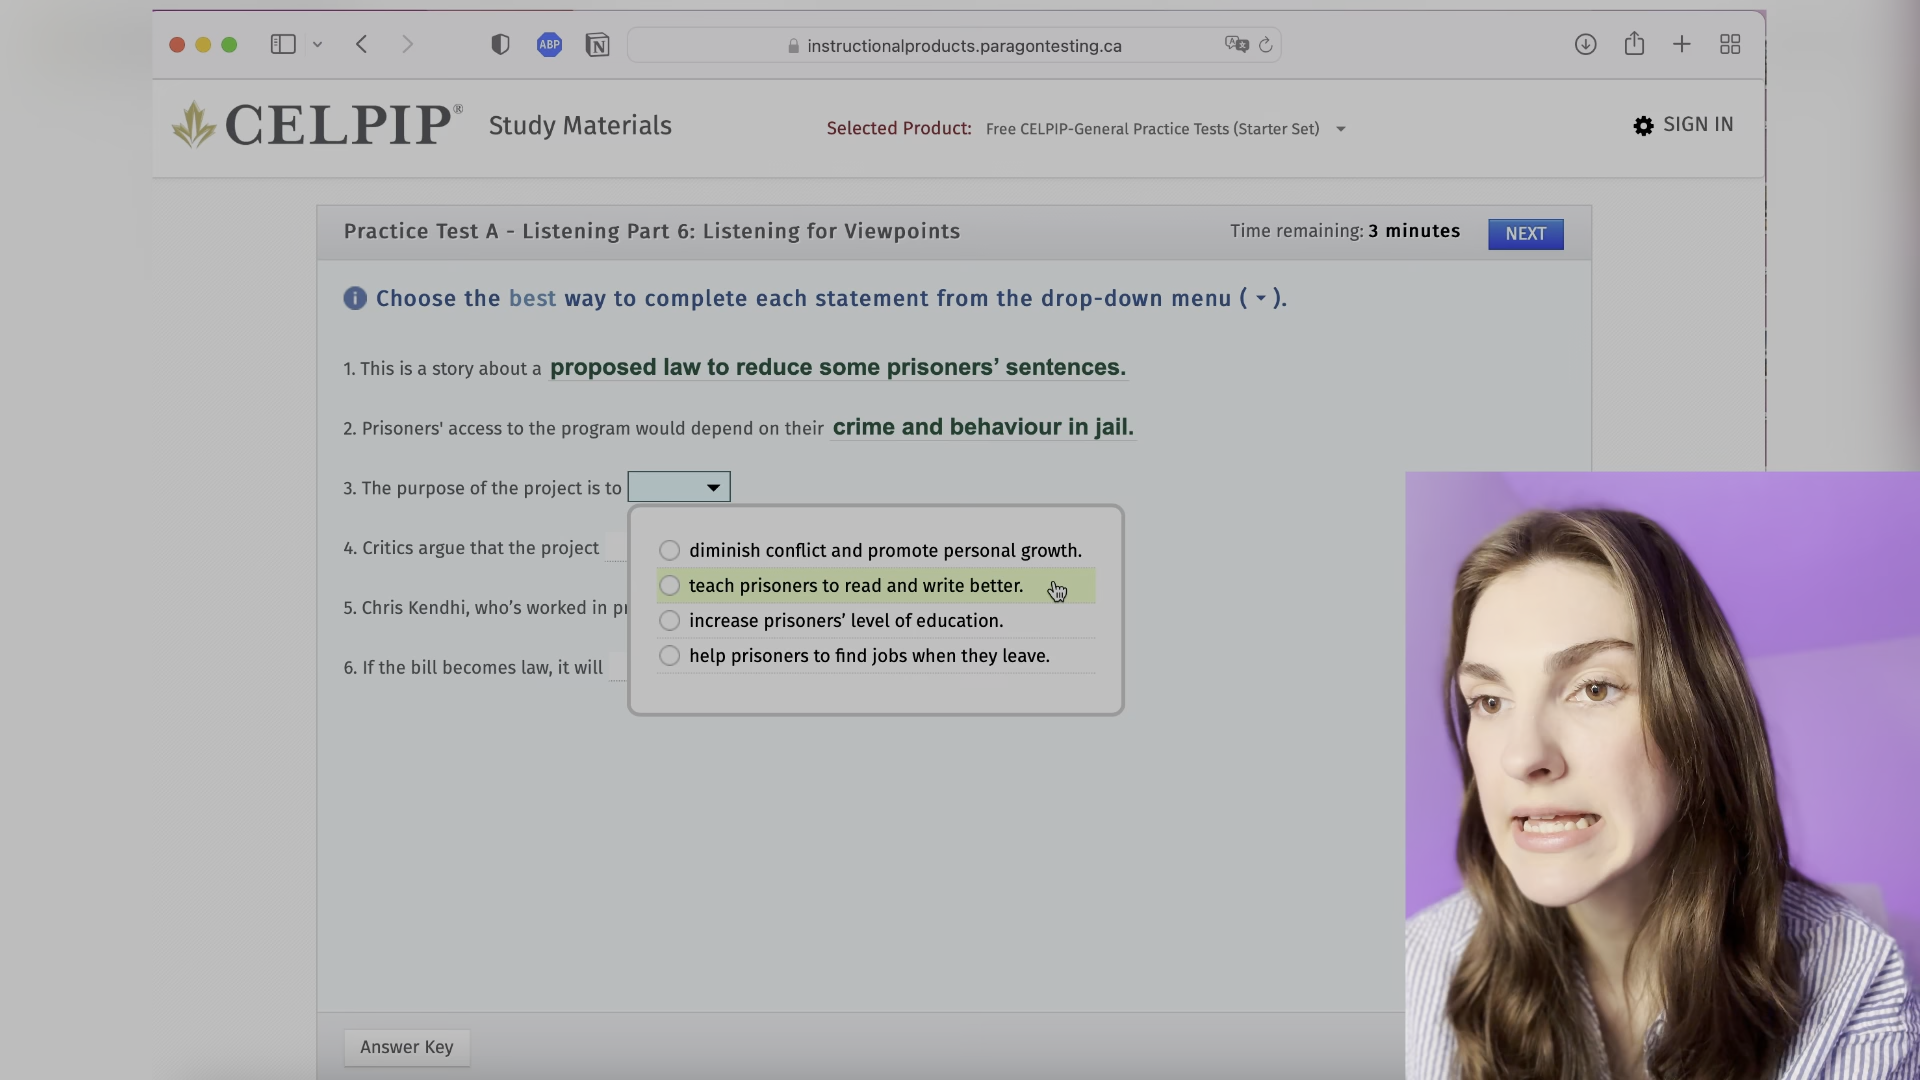 ABP
N
instructionalproducts.paragontesting.ca
CELPIP® Study Materials
Selected Product: Free CELPIP-General Practice Tests (Starter Set)
SIGN IN
Practice Test A - Listening Part 6: Listening for Viewpoints
Time remaining: 3 minutes
NEXT
Choose the best way to complete each statement from the drop-down menu ( ).
1. This is a story about a proposed law to reduce some prisoners’ sentences.
2. Prisoners' access to the program would depend on their crime and behaviour in jail.
3. The purpose of the project is to
diminish conflict and promote personal growth.
teach prisoners to read and write better.
increase prisoners’ level of education.
help prisoners to find jobs when they leave.
4. Critics argue that the project
5. Chris Kendhi, who’s worked in pr
6. If the bill becomes law, it will
Answer Key